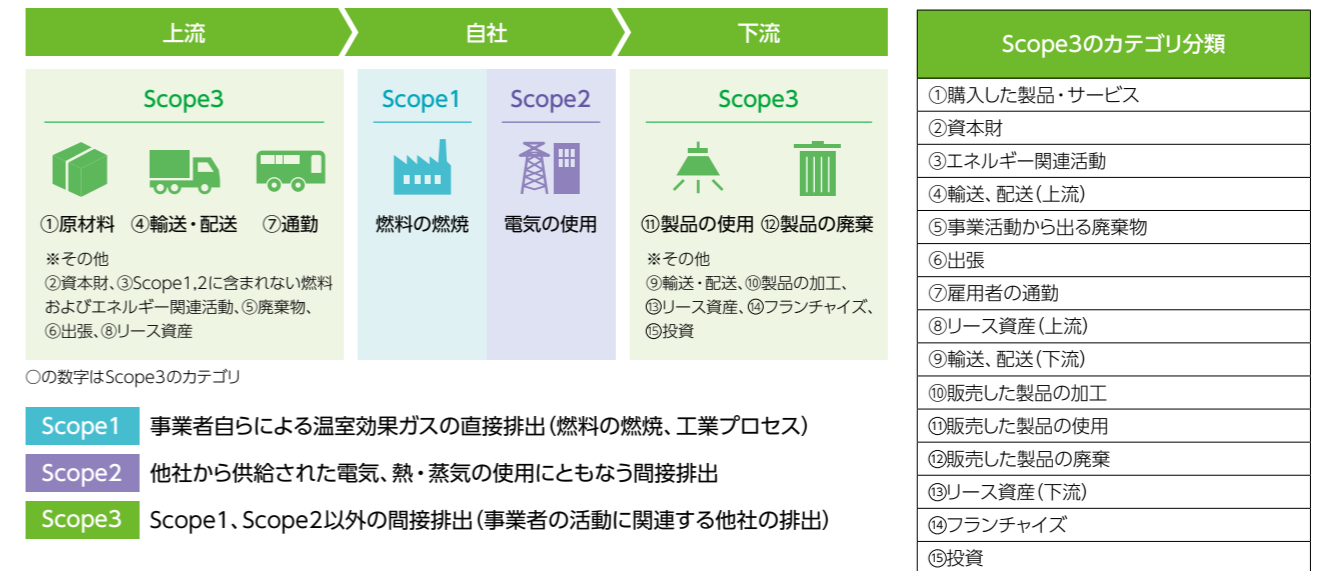 上流
自社
下流
Scope3
Scope1
Scope2
Scope3
①原材料 ④輸送・配送 ⑦通勤
燃料の燃焼
電気の使用
⑪製品の使用 ⑫製品の廃棄
※その他
②資本財、③Scope1,2に含まれない燃料
およびエネルギー関連活動、⑤廃棄物、
⑥出張、⑧リース資産
※その他
⑨輸送・配送、⑩製品の加工、
⑬リース資産、⑭フランチャイズ、
⑮投資
○の数字はScope3のカテゴリ
Scope1 事業者自らによる温室効果ガスの直接排出(燃料の燃焼、工業プロセス)
Scope2 他社から供給された電気、熱・蒸気の使用にともなう間接排出
Scope3 Scope1、Scope2以外の間接排出(事業者の活動に関連する他社の排出)
Scope3のカテゴリ分類
①購入した製品・サービス
②資本財
③エネルギー関連活動
④輸送、配送(上流)
⑤事業活動から出る廃棄物
⑥出張
⑦雇用者の通勤
⑧リース資産(上流)
⑨輸送、配送(下流)
⑩販売した製品の加工
⑪販売した製品の使用
⑫販売した製品の廃棄
⑬リース資産(下流)
⑭フランチャイズ
⑮投資